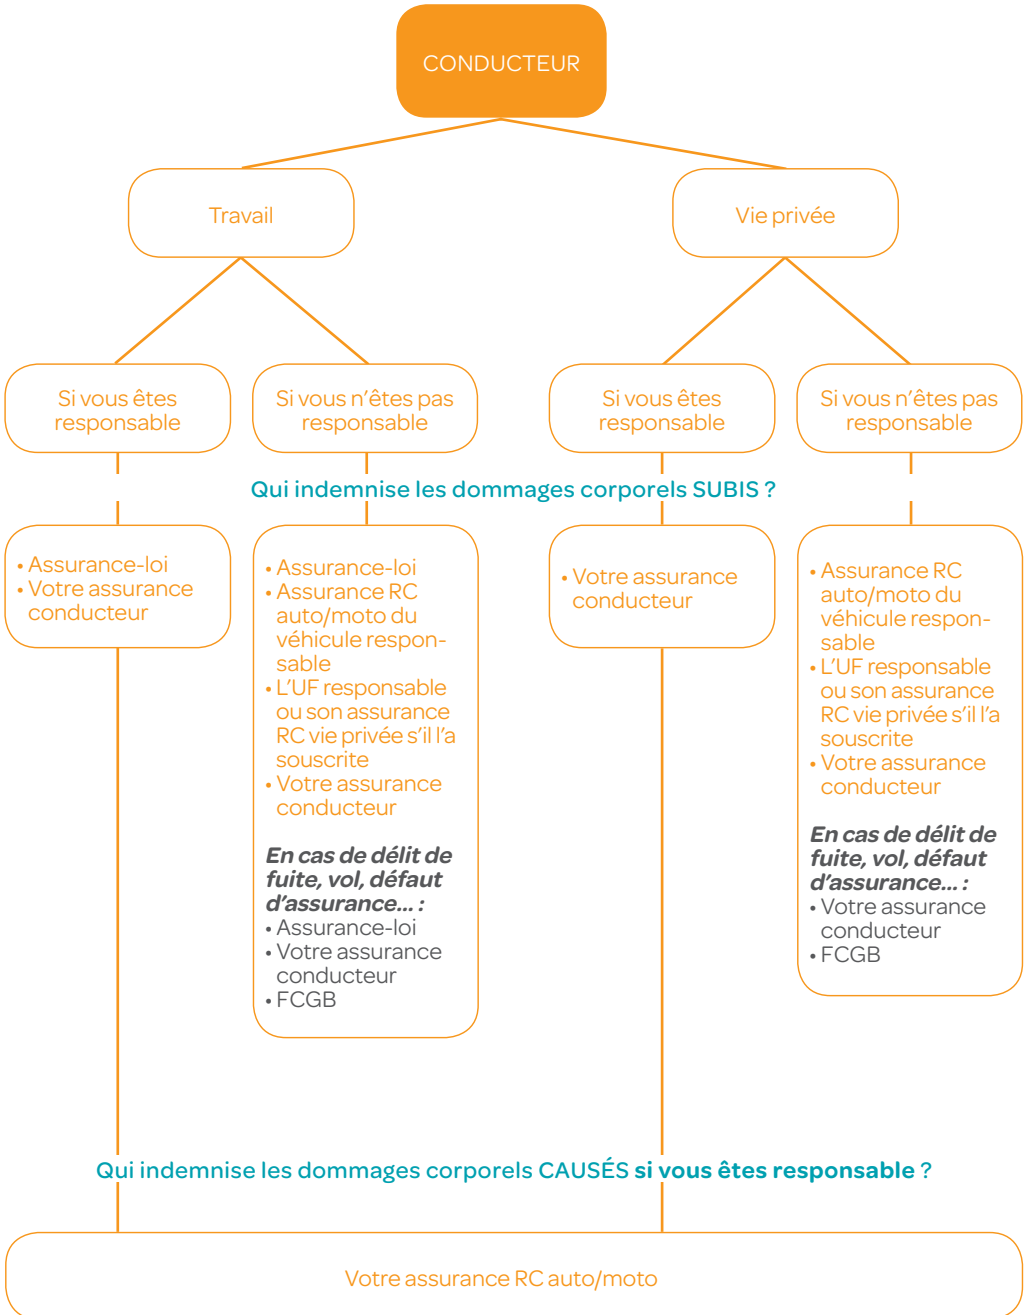 CONDUCTEUR
Travail
Vie privée
Si vous êtes
responsable
Si vous n'êtes pas
responsable
Si vous êtes
responsable
Si vous n'êtes pas
responsable
Qui indemnise les dommages corporels SUBIS ?
• Assurance-loi
• Votre assurance
conducteur
• Assurance-loi
• Assurance RC
auto/moto du
véhicule respon-
sable
• L'UF responsable
ou son assurance
RC vie privée s'il l'a
souscrite
• Votre assurance
conducteur
En cas de délit de
fuite, vol, défaut
d'assurance... :
• Assurance-loi
• Votre assurance
conducteur
• FCGB
• Votre assurance
conducteur
• Assurance RC
auto/moto du
véhicule respon-
sable
• L'UF responsable
ou son assurance
RC vie privée s'il l'a
souscrite
• Votre assurance
conducteur
En cas de délit de
fuite, vol, défaut
d'assurance... :
• Votre assurance
conducteur
• FCGB
Qui indemnise les dommages corporels CAUSÉS si vous êtes responsable ?
Votre assurance RC auto/moto